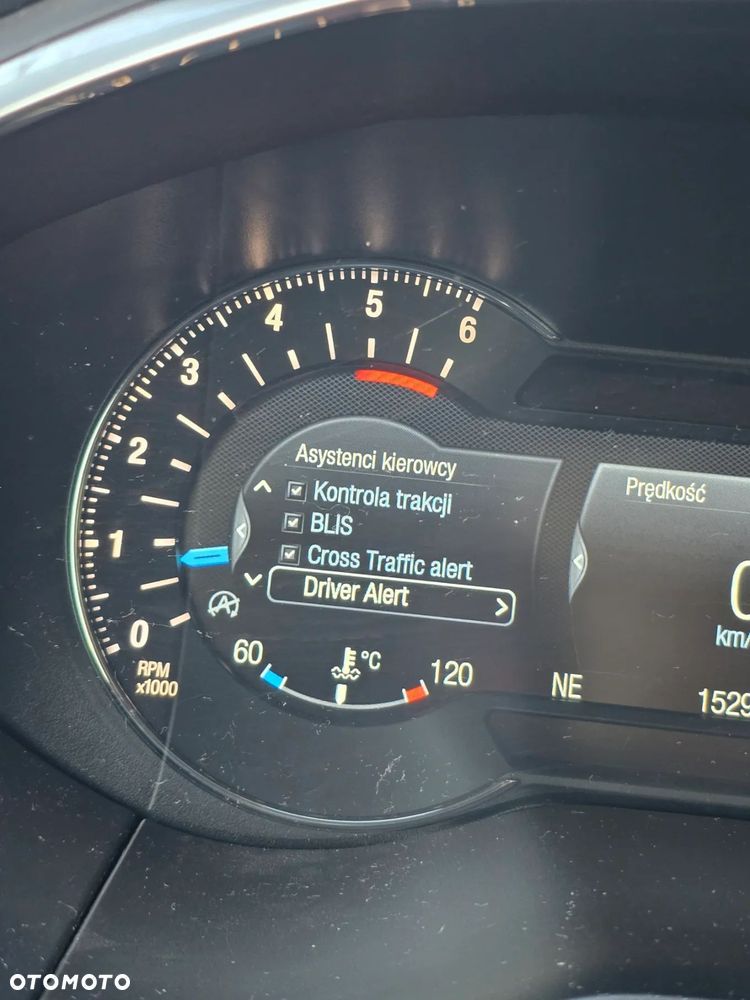 5
4
6
3
2
1
0
RPM
x1000
Asystenci kierowcy
Kontrola trakcji
BLIS
Cross Traffic alert
Driver Alert
A
60
°C
120
Prędkość
km/
NE
1529
OTOMOTO